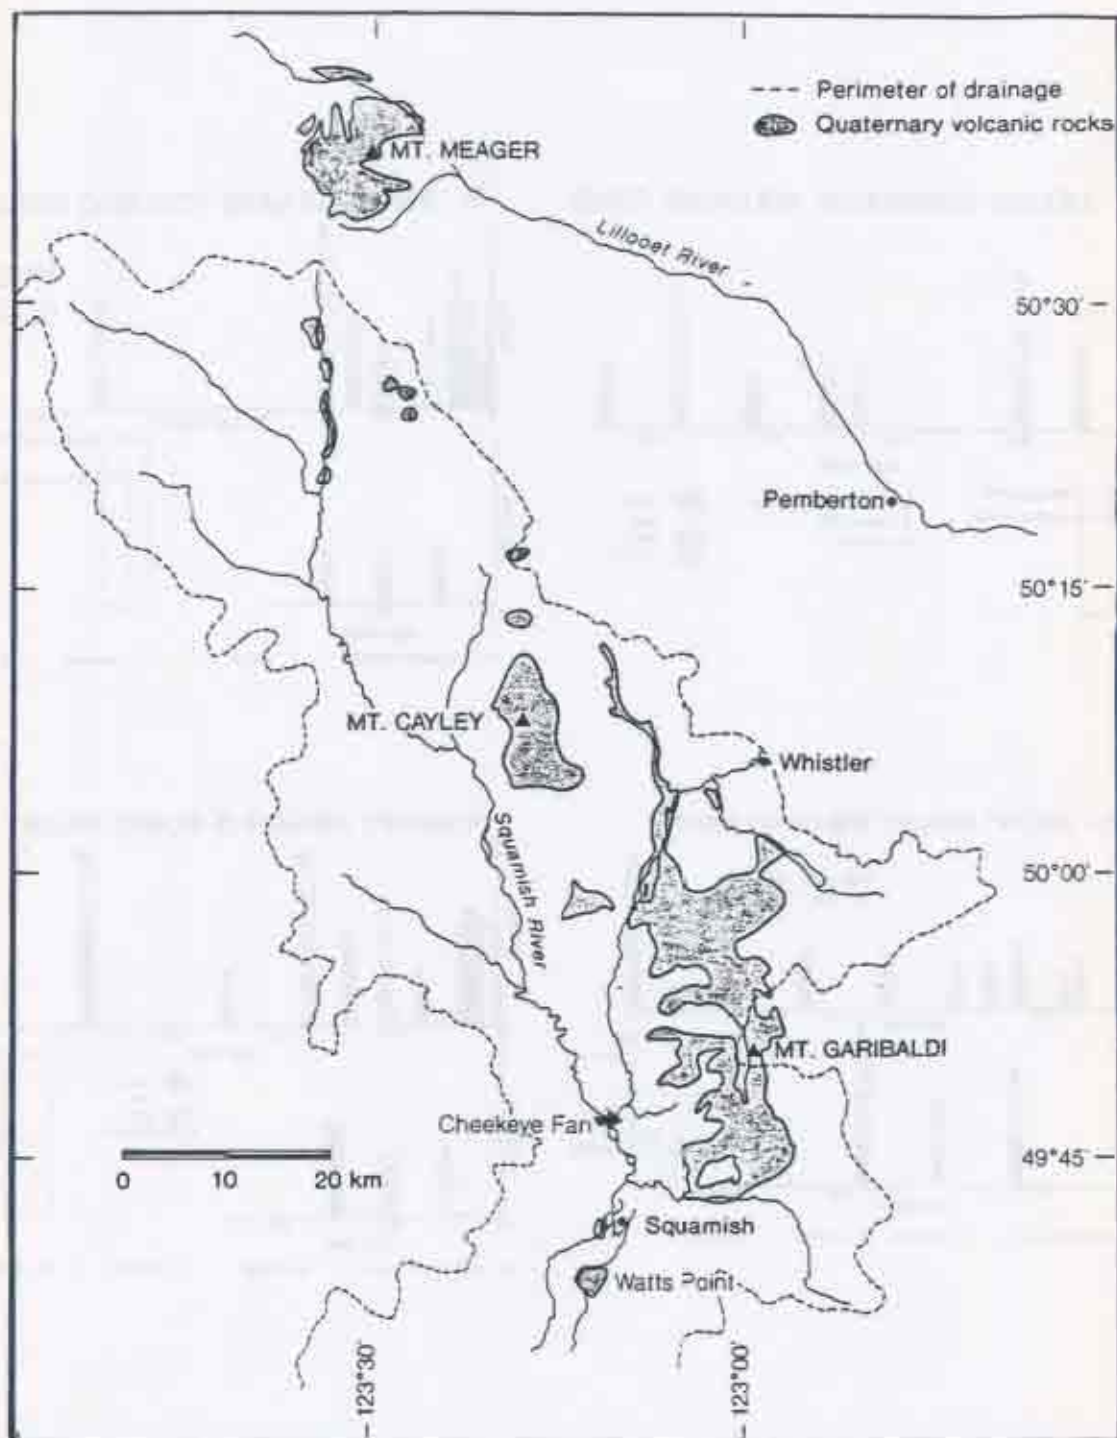 Perimeter of drainage
Quaternary volcanic rocks
MT. MEAGER
Lillooet River
50°30′
Pemberton
50°15′
MT. CAYLEY
Whistler
Squamish River
50°00′
MT. GARIBALDI
Cheekeye Fan
49°45′
0 10 20 km
Squamish
Watts Point
123°30′
123°00′